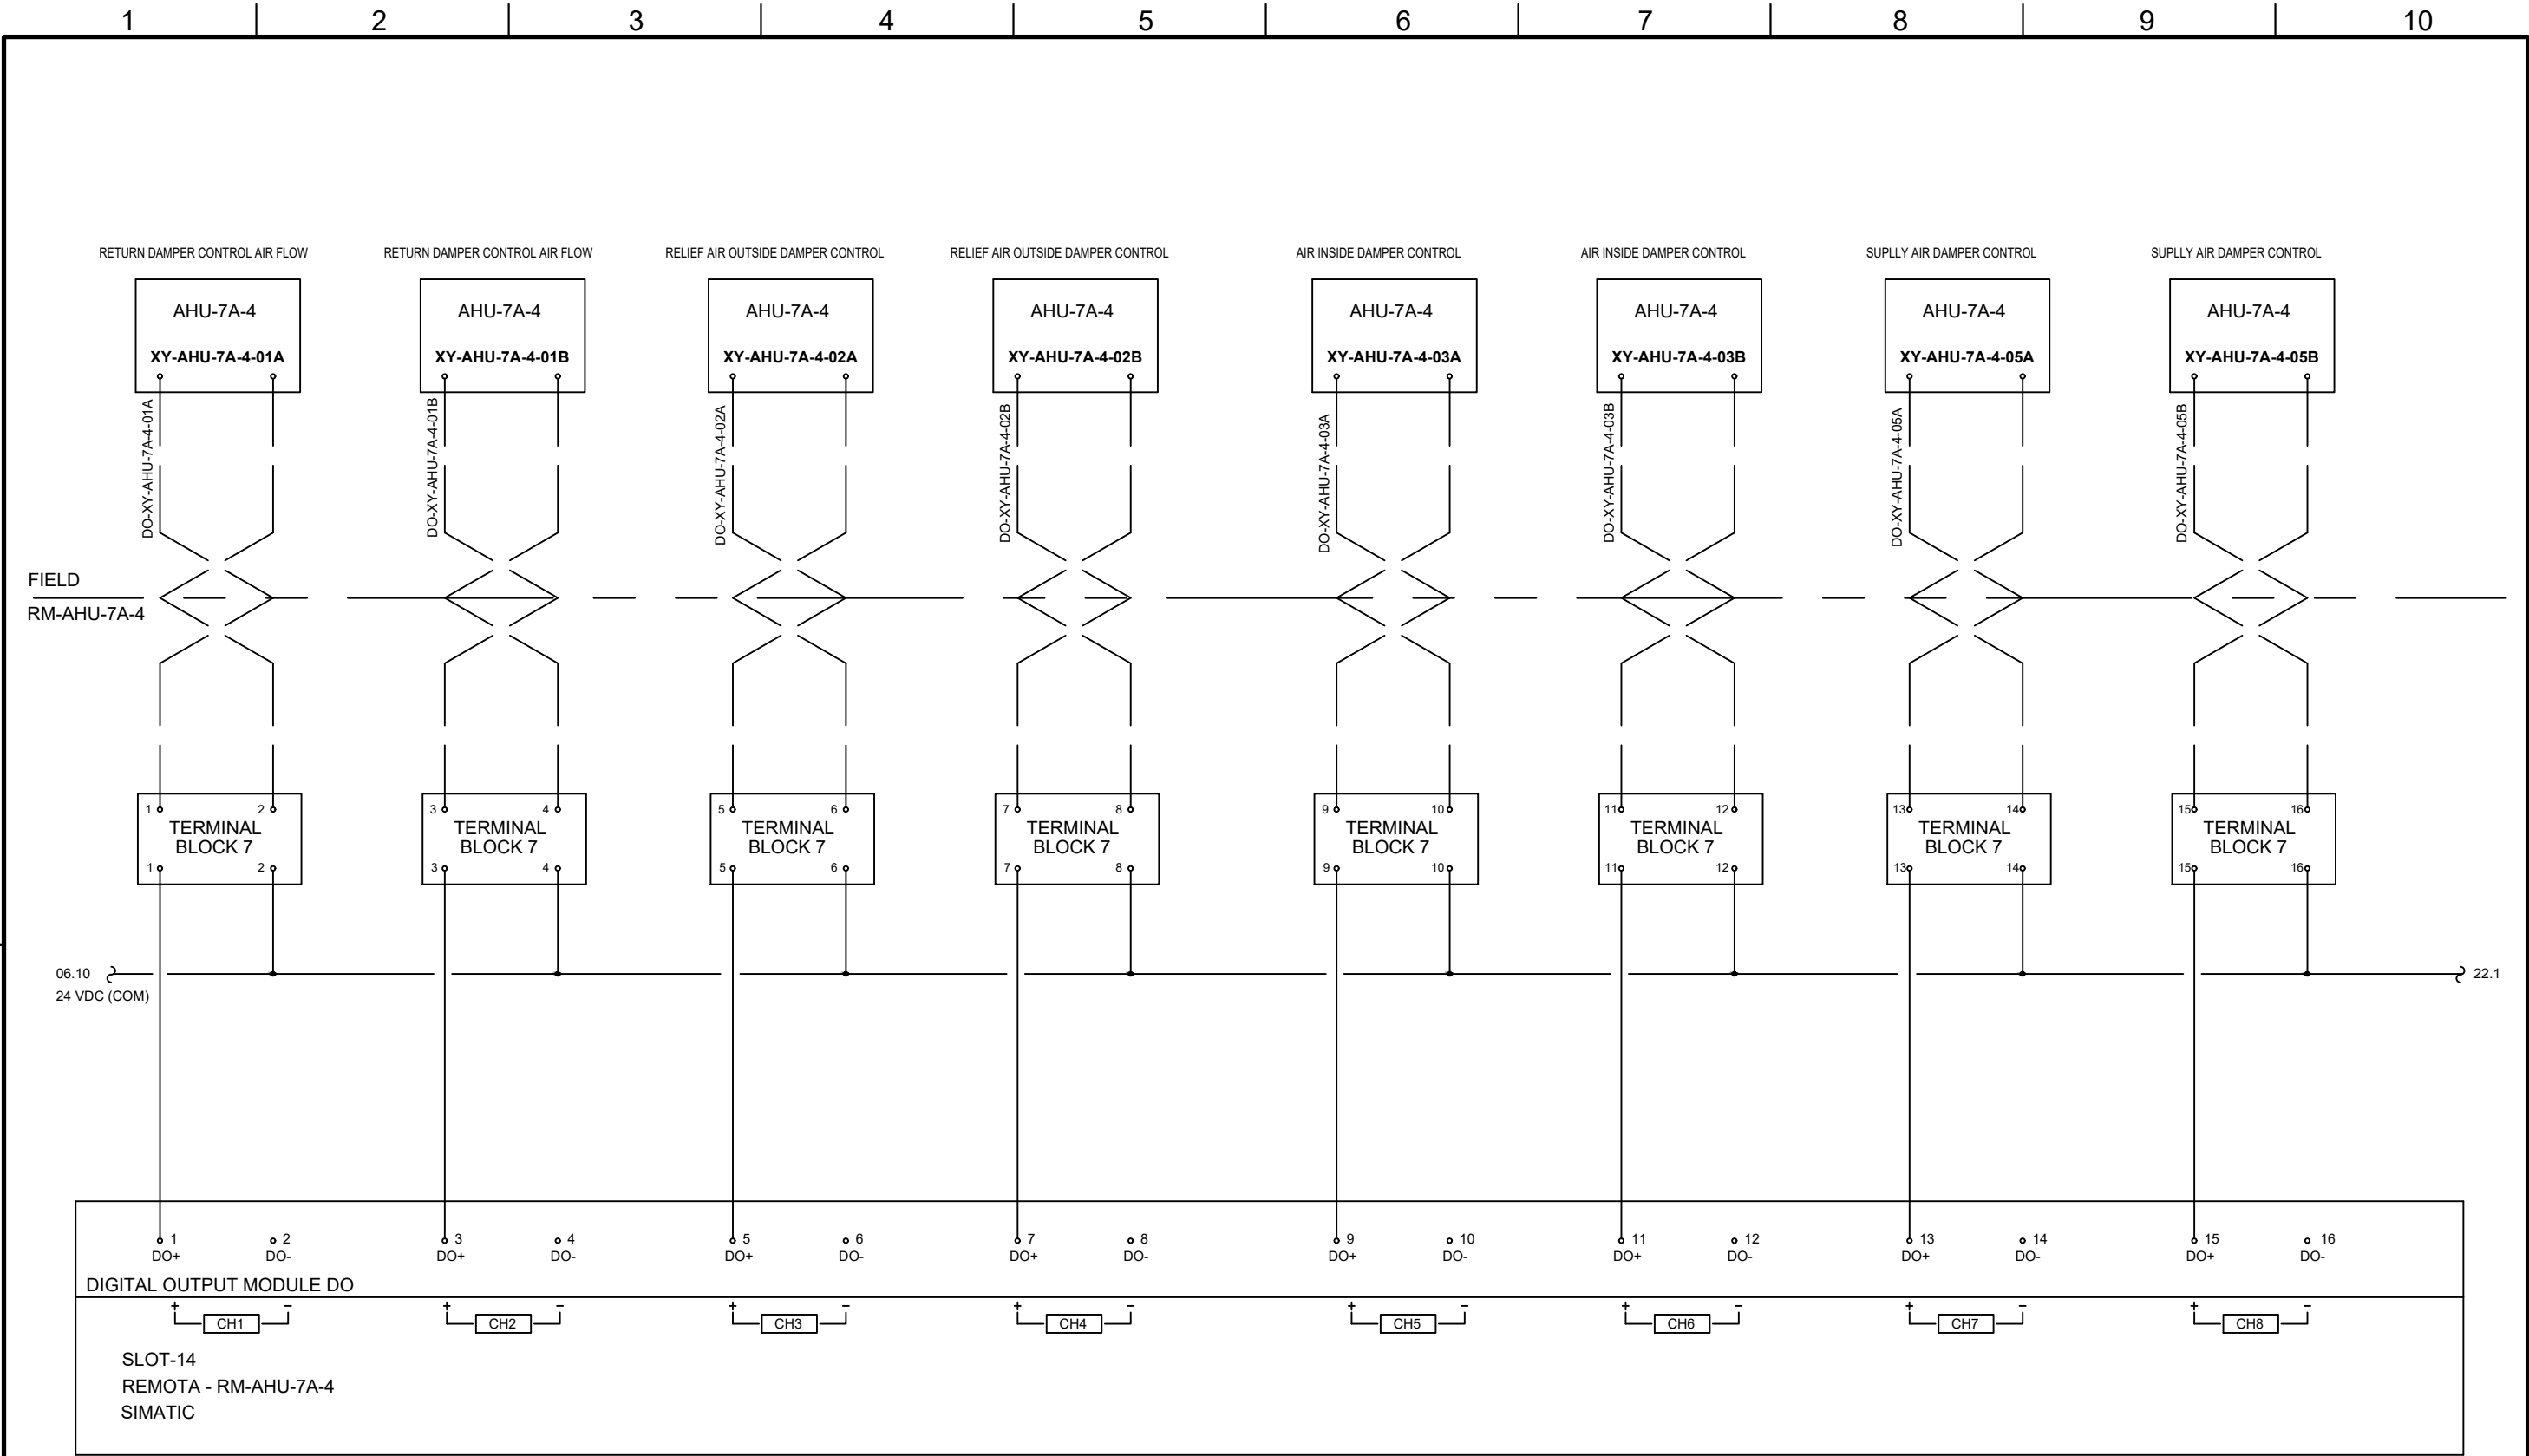 1 2 3 4 5 6 7 8 9 10
RETURN DAMPER CONTROL AIR FLOW RETURN DAMPER CONTROL AIR FLOW RELIEF AIR OUTSIDE DAMPER CONTROL RELIEF AIR OUTSIDE DAMPER CONTROL AIR INSIDE DAMPER CONTROL AIR INSIDE DAMPER CONTROL SUPLLY AIR DAMPER CONTROL SUPLLY AIR DAMPER CONTROL
AHU-7A-4 AHU-7A-4 AHU-7A-4 AHU-7A-4 AHU-7A-4 AHU-7A-4 AHU-7A-4 AHU-7A-4
XY-AHU-7A-4-01A XY-AHU-7A-4-01B XY-AHU-7A-4-02A XY-AHU-7A-4-02B XY-AHU-7A-4-03A XY-AHU-7A-4-03B XY-AHU-7A-4-05A XY-AHU-7A-4-05B
DO-XY-AHU-7A-4-01A
DO-XY-AHU-7A-4-01B
DO-XY-AHU-7A-4-02A
DO-XY-AHU-7A-4-02B
DO-XY-AHU-7A-4-03A
DO-XY-AHU-7A-4-03B
DO-XY-AHU-7A-4-05A
DO-XY-AHU-7A-4-05B
FIELD
RM-AHU-7A-4
1 2 3 4 5 6 7 8 9 10 11 12 13 14 15 16
TERMINAL TERMINAL TERMINAL TERMINAL TERMINAL TERMINAL TERMINAL TERMINAL
BLOCK 7 BLOCK 7 BLOCK 7 BLOCK 7 BLOCK 7 BLOCK 7 BLOCK 7 BLOCK 7
1 2 3 4 5 6 7 8 9 10 11 12 13 14 15 16
06.10 22.1
24 VDC (COM)
1 2 3 4 5 6 7 8 9 10 11 12 13 14 15 16
DO+ DO- DO+ DO- DO+ DO- DO+ DO- DO+ DO- DO+ DO- DO+ DO- DO+ DO-
DIGITAL OUTPUT MODULE DO
+ − + − + − + − + − + − + − + −
CH1 CH2 CH3 CH4 CH5 CH6 CH7 CH8
SLOT-14
REMOTA - RM-AHU-7A-4
SIMATIC